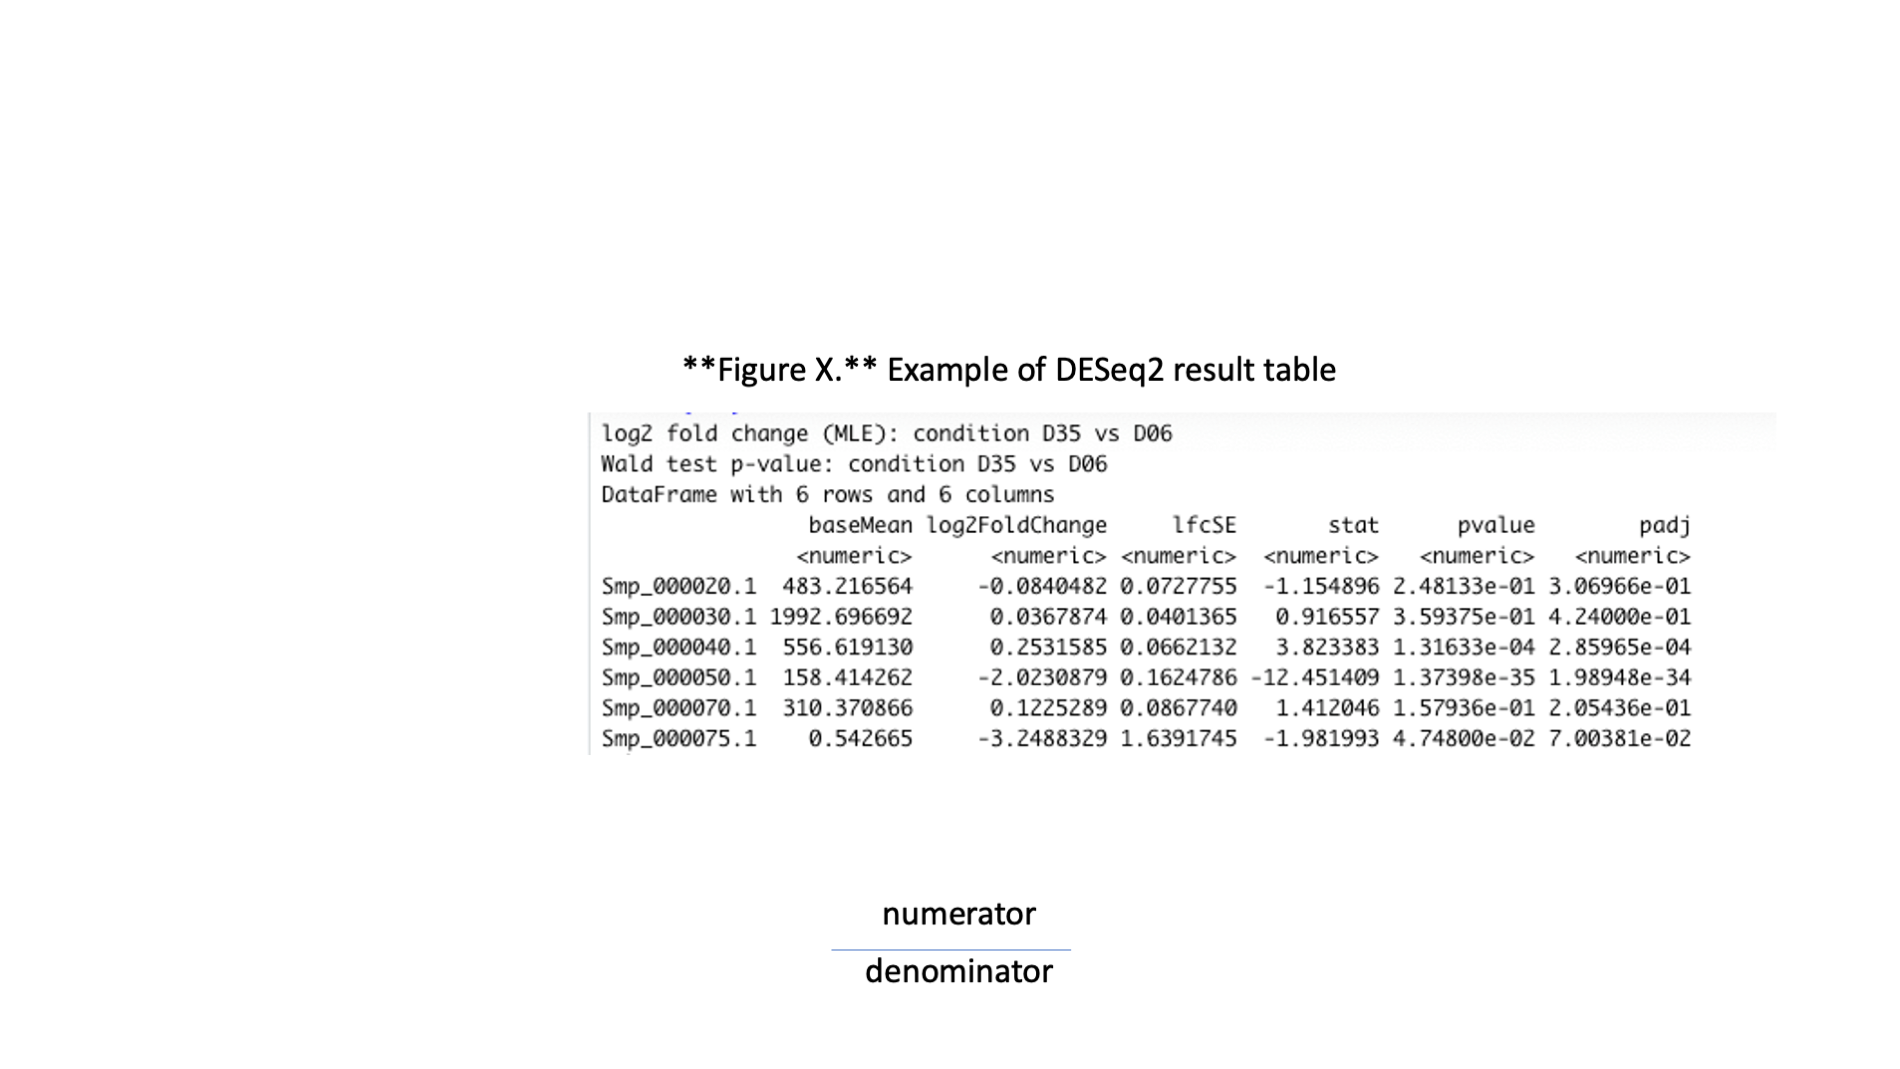 **Figure X.** Example of DESeq2 result table
log2 fold change (MLE): condition D35 vs D06
Wald test p-value: condition D35 vs D06
DataFrame with 6 rows and 6 columns
baseMean log2FoldChange lfcSE stat pvalue padj
<numeric> <numeric> <numeric> <numeric> <numeric> <numeric>
Smp_000020.1 483.216564 -0.0840482 0.0727755 -1.154896 2.48133e-01 3.06966e-01
Smp_000030.1 1992.696692 0.0367874 0.0401365 0.916557 3.59375e-01 4.24000e-01
Smp_000040.1 556.619130 0.2531585 0.0662132 3.823383 1.31633e-04 2.85965e-04
Smp_000050.1 158.414262 -2.0230879 0.1624786 -12.451409 1.37398e-35 1.98948e-34
Smp_000070.1 310.370866 0.1225289 0.0867740 1.412046 1.57936e-01 2.05436e-01
Smp_000075.1 0.542665 -3.2488329 1.6391745 -1.981993 4.74800e-02 7.00381e-02
numerator
denominator